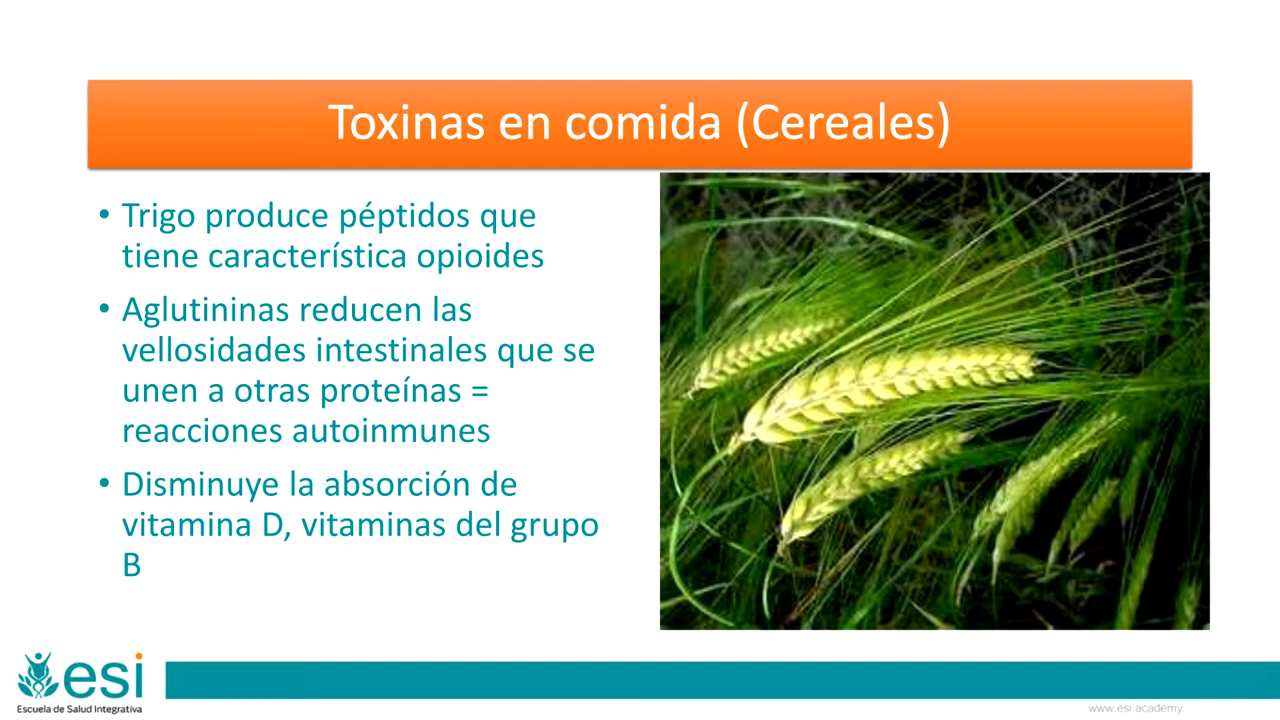 Toxinas en comida (Cereales)
• Trigo produce péptidos que
tiene característica opioides
• Aglutininas reducen las
vellosidades intestinales que se
unen a otras proteínas =
reacciones autoinmunes
• Disminuye la absorción de
vitamina D, vitaminas del grupo
B
esi
Escuela de Salud Integrativa
www.esi.academy